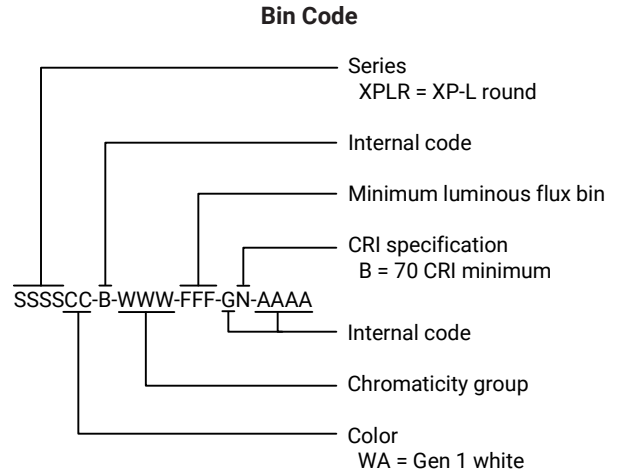 Bin Code
Series
XPLR = XP-L round
Internal code
Minimum luminous flux bin
CRI specification
B = 70 CRI minimum
SSSSCC-B-WWW-FFF-GN-AAAA
Internal code
Chromaticity group
Color
WA = Gen 1 white